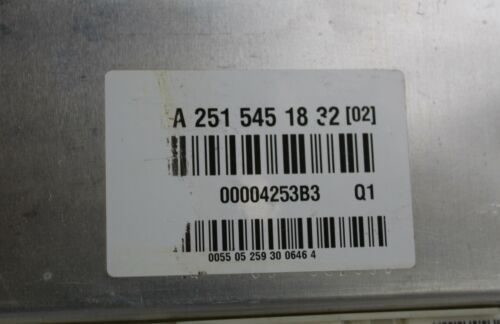 A 251 545 18 32 [02]
00004253B3 Q1
0055 05 259 30 0646 4